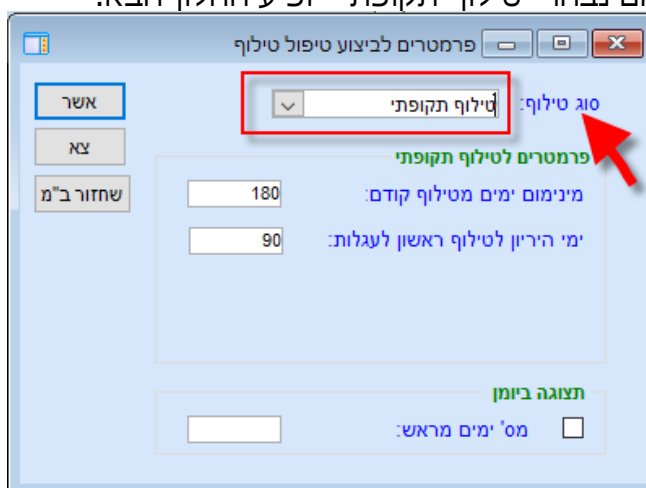 פרמטרים לביצוע טיפול טילוף
סוג טילוף: טילוף תקופתי
אשר
צא
שחזור ב"מ
פרמטרים לטילוף תקופתי
מינימום ימים מטילוף קודם: 180
ימי היריון לטילוף ראשון לעגלות: 90
תצוגה ביומן
מס' ימים מראש: